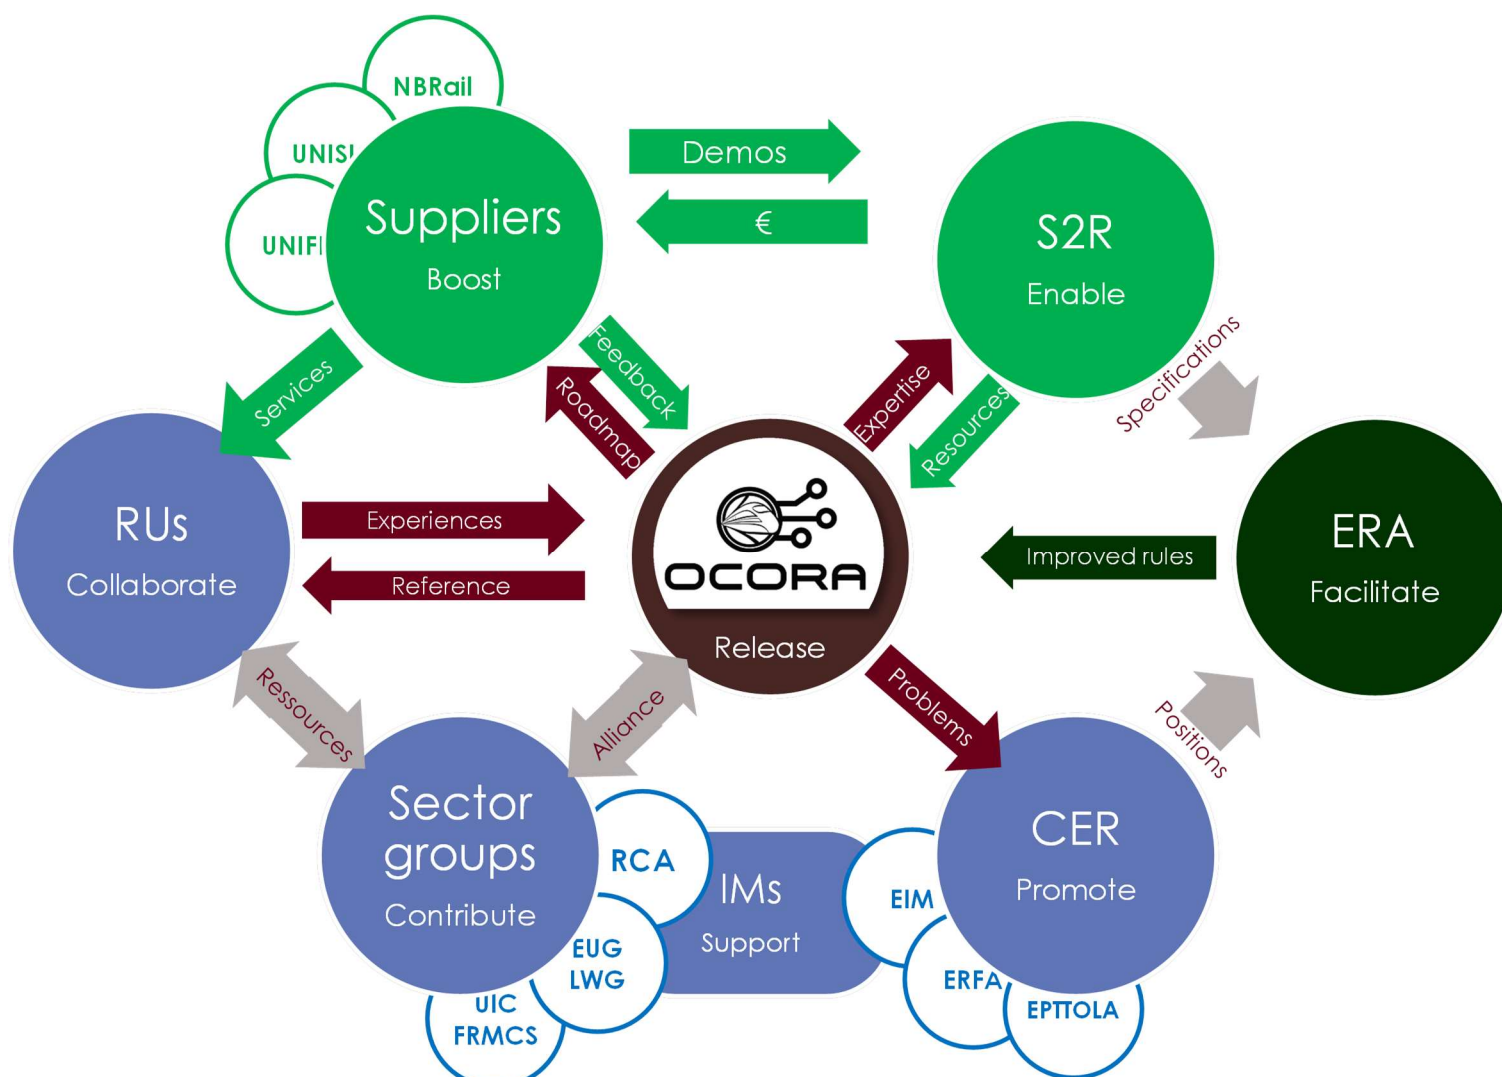 NBRail
UNISI
UNIFI
Suppliers
Boost
Demos
€
S2R
Enable
Services
Feedback
Roadmap
Expertise
Resources
Specifications
RUs
Collaborate
Experiences
Reference
OCORA
Release
Improved rules
ERA
Facilitate
Ressources
Alliance
Problems
Positions
Sector
groups
Contribute
RCA
EUG
LWG
UIC
FRMCS
IMs
Support
EIM
CER
Promote
ERFA
EPTTOLA